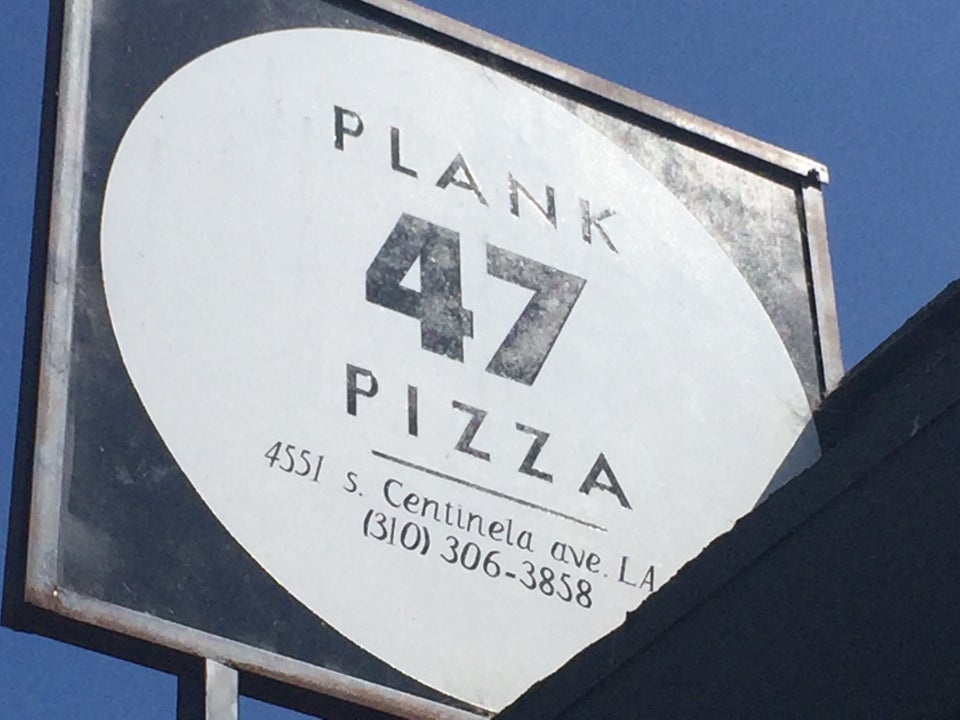 PLANK
47
PIZZA
4551 s. Centinela ave. LA
(310) 306-3858